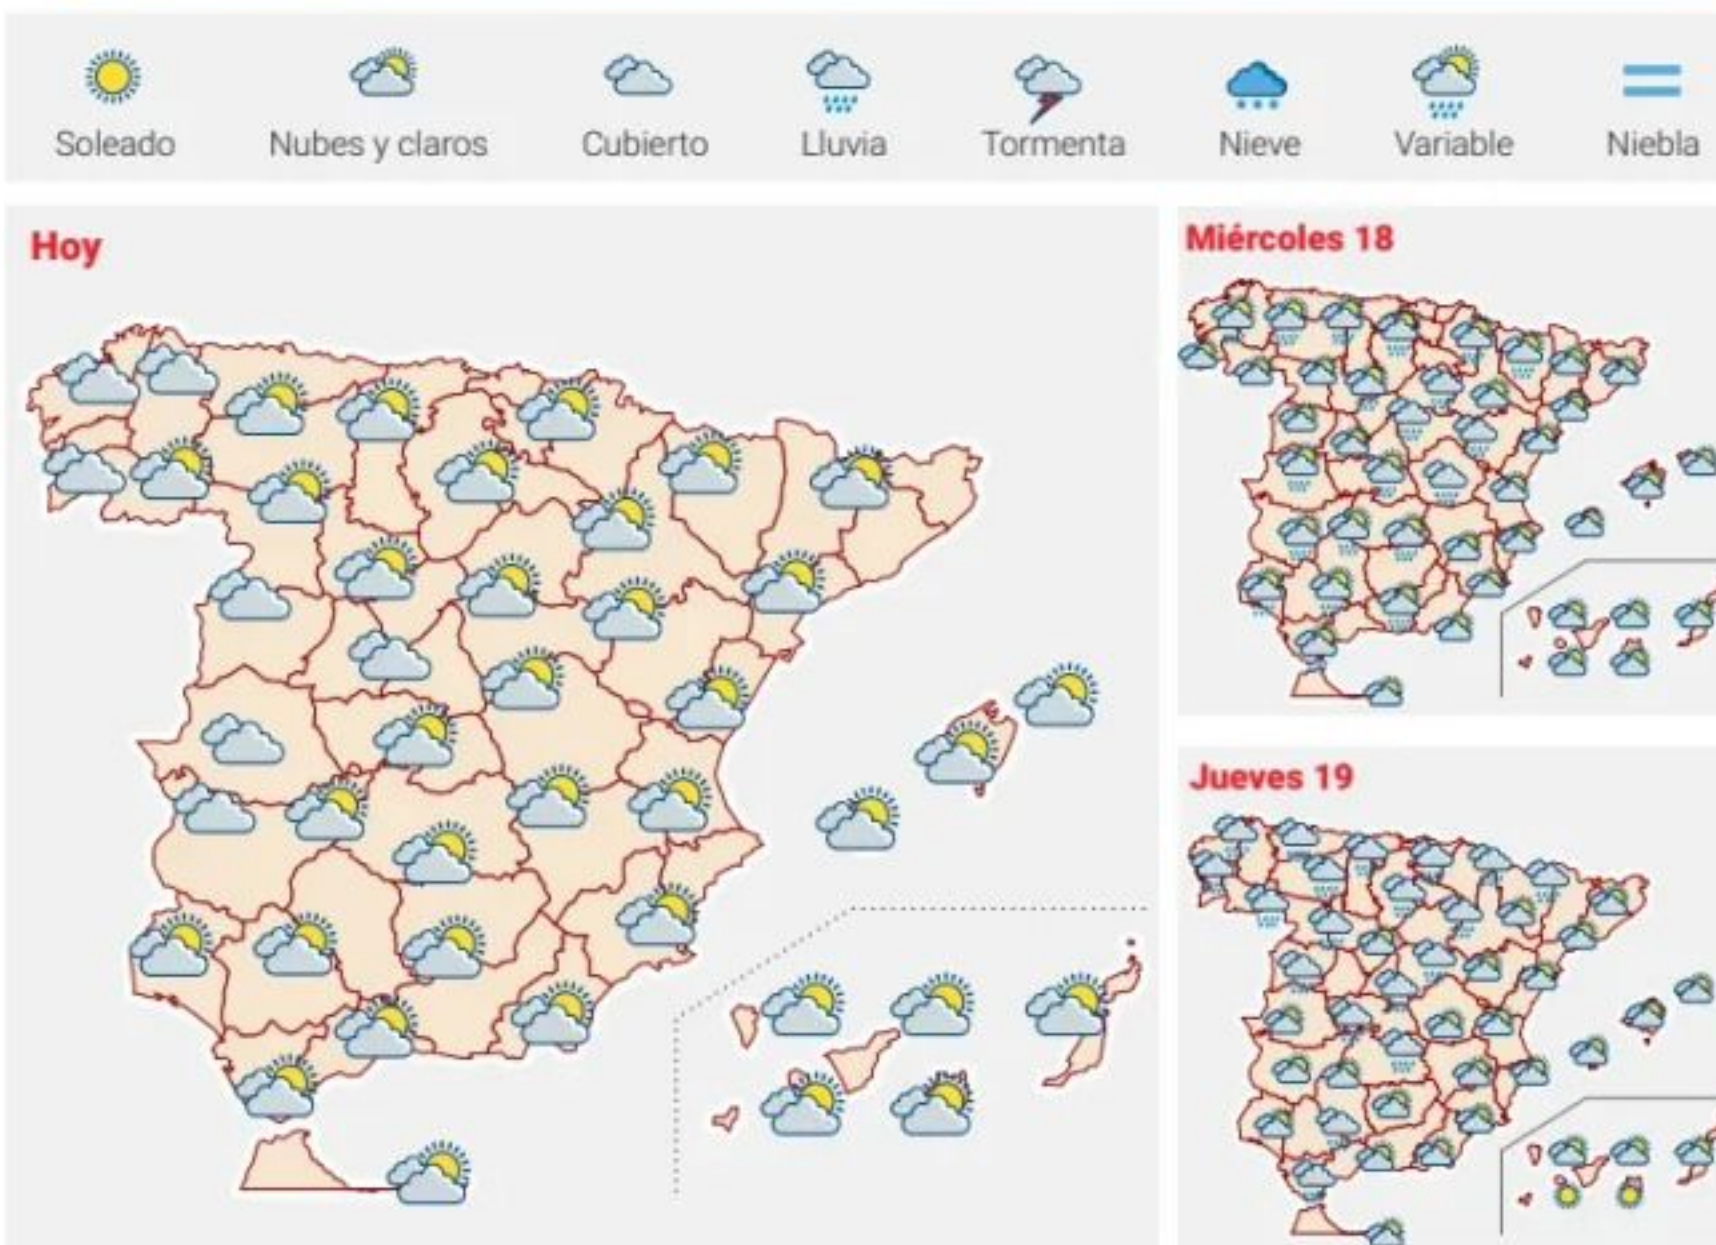 Soleado
Nubes y claros
Cubierto
Lluvia
Tormenta
Nieve
Variable
Niebla
Hoy
Miércoles 18
Jueves 19